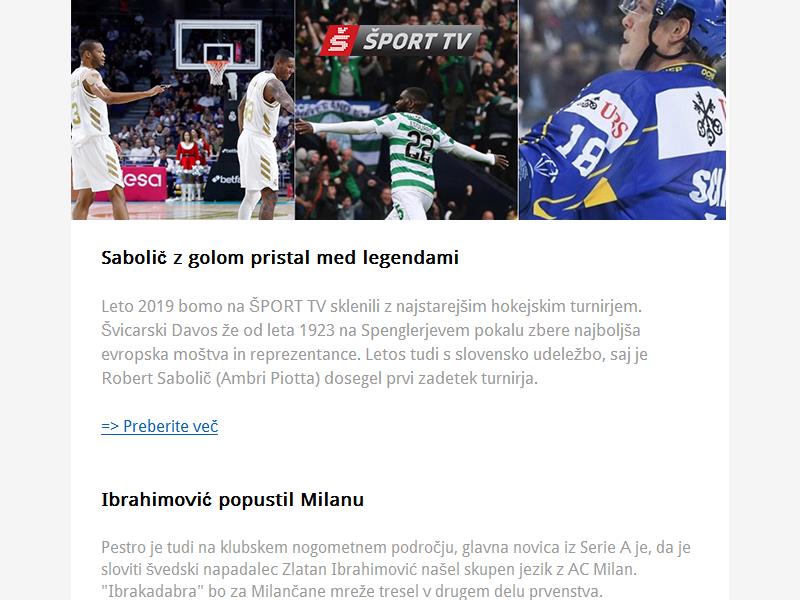 Š ŠPORT TV
22
18
UBS
esa
Sabolič z golom pristal med legendami
Leto 2019 bomo na ŠPORT TV sklenili z najstarejšim hokejskim turnirjem.
Švicarski Davos že od leta 1923 na Spenglerjevem pokalu zbere najboljša
evropska moštva in reprezentance. Letos tudi s slovensko udeležbo, saj je
Robert Sabolič (Ambri Piotta) dosegel prvi zadetek turnirja.
=> Preberite več
Ibrahimović popustil Milanu
Pestro je tudi na klubskem nogometnem področju, glavna novica iz Serie A je, da je
sloviti švedski napadalec Zlatan Ibrahimović našel skupen jezik z AC Milan.
"Ibrakadabra" bo za Milančane mreže tresel v drugem delu prvenstva.